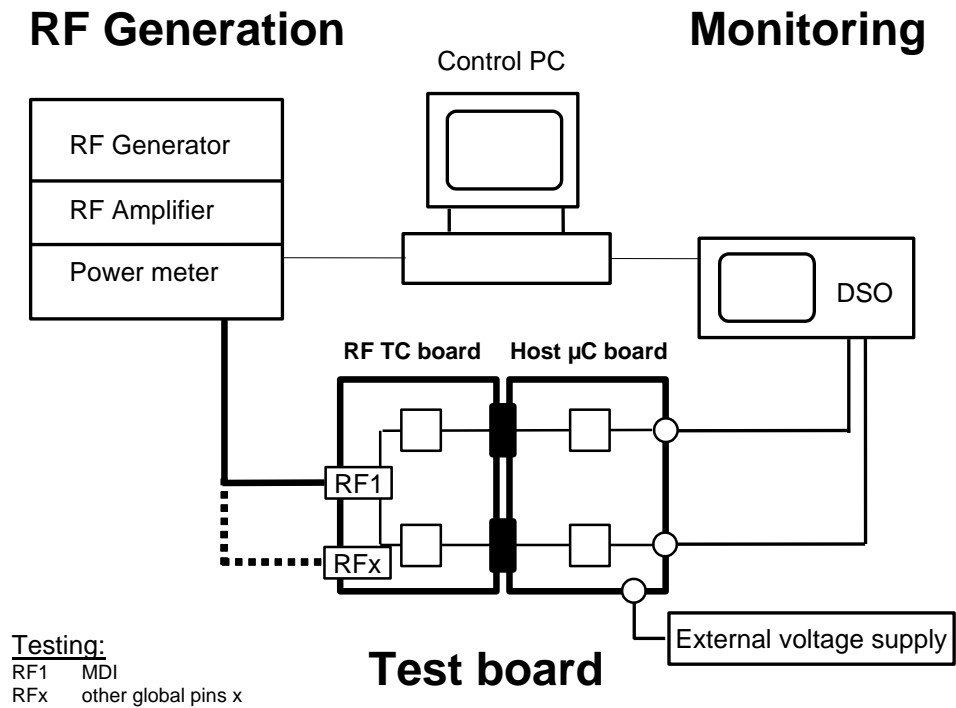 RF Generation
Monitoring
Control PC
RF Generator
RF Amplifier
Power meter
DSO
RF TC board
Host µC board
RF1
RFx
External voltage supply
Test board
Testing:
RF1 MDI
RFx other global pins x